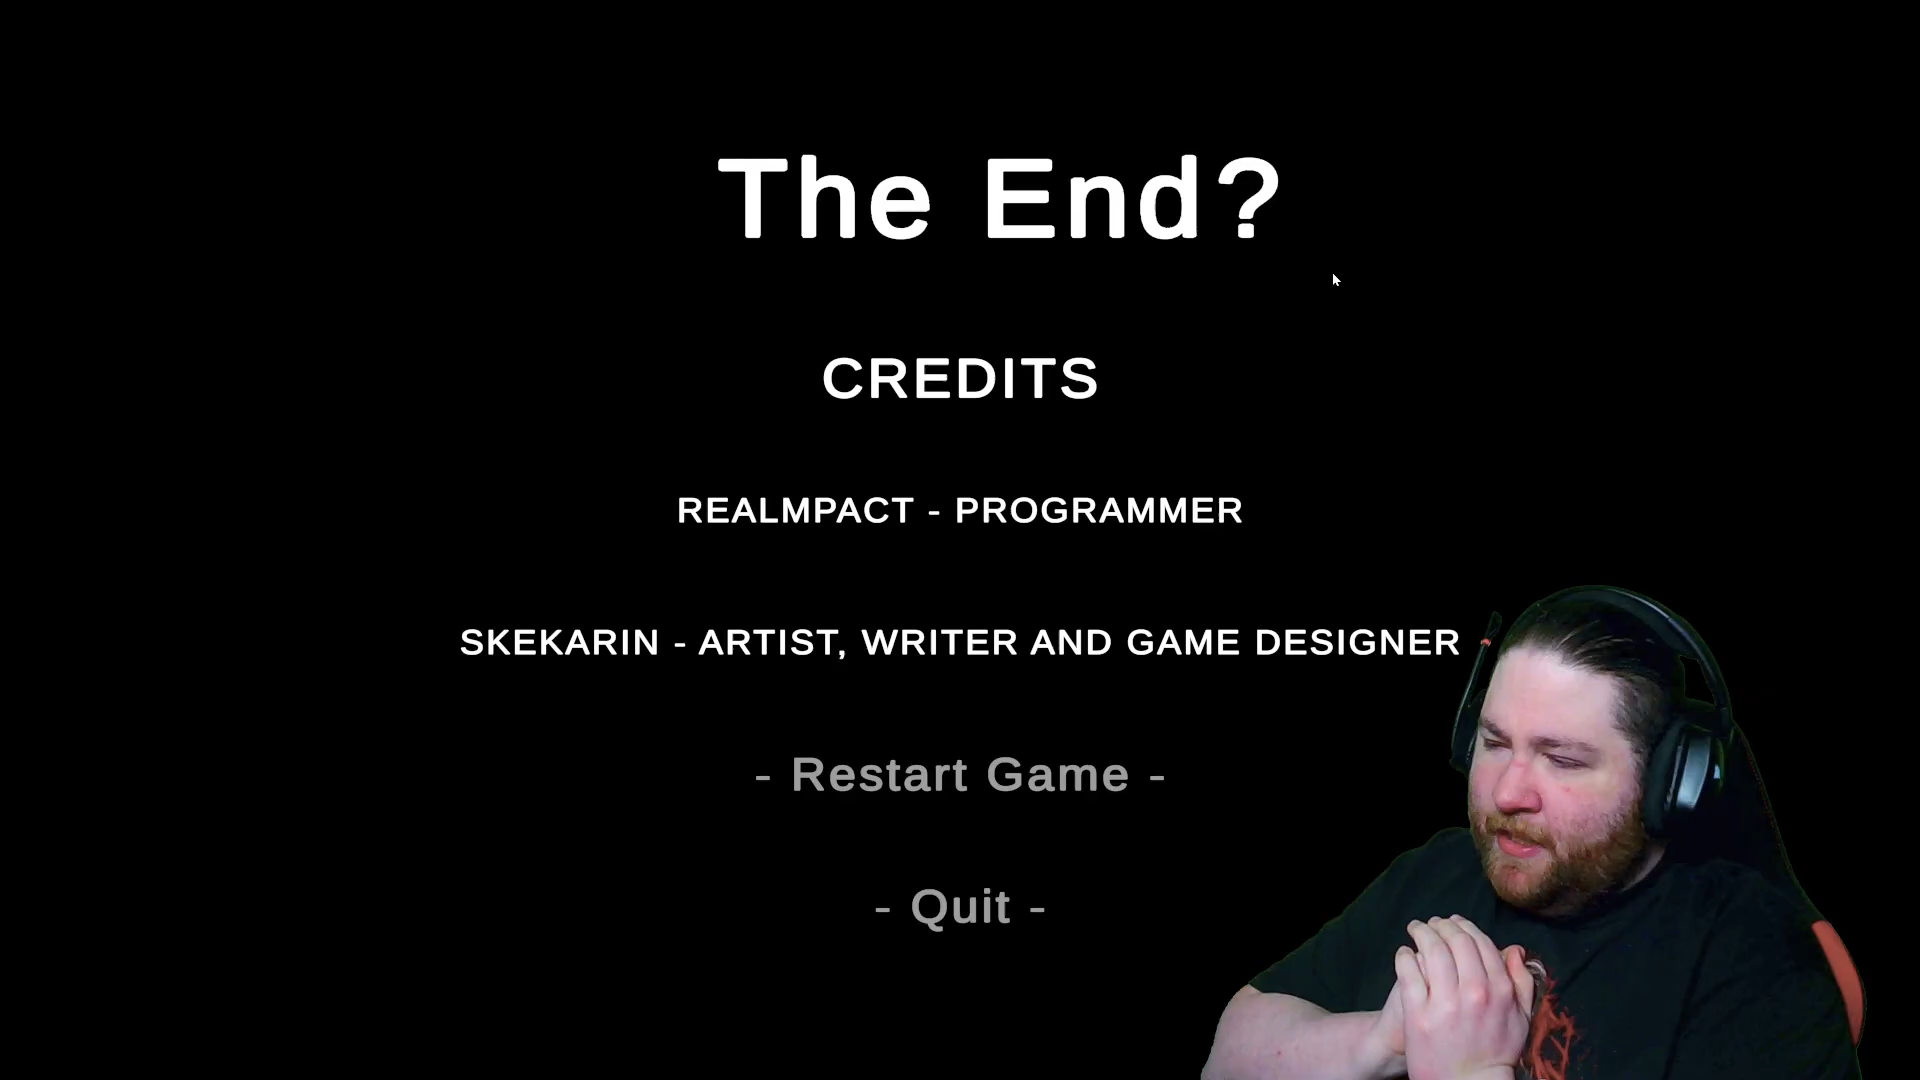 The End?
CREDITS
REALMPACT - PROGRAMMER
SKEKARIN - ARTIST, WRITER AND GAME DESIGNER
- Restart Game -
- Quit -